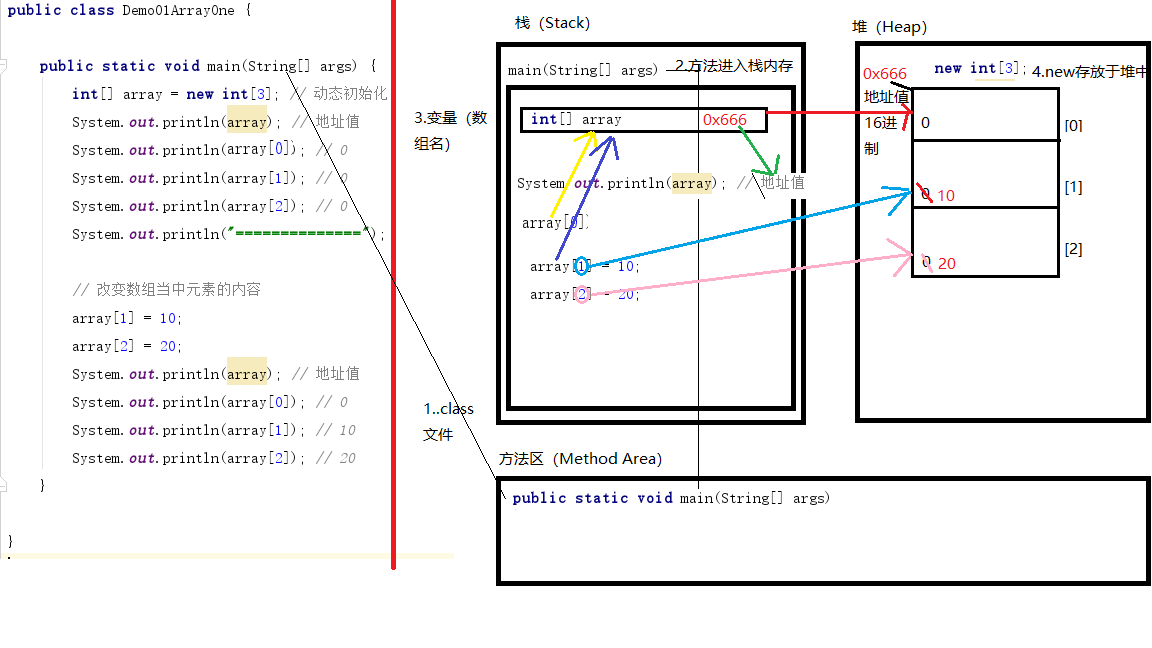 public class Demo01ArrayOne {
public static void main(String[] args) {
int[] array = new int[3]; // 动态初始化
System.out.println(array); // 地址值
System.out.println(array[0]); // 0
System.out.println(array[1]); // 0
System.out.println(array[2]); // 0
System.out.println("==============");
// 改变数组当中元素的内容
array[1] = 10;
array[2] = 20;
System.out.println(array); // 地址值
System.out.println(array[0]); // 0
System.out.println(array[1]); // 10
System.out.println(array[2]); // 20
}
}
栈（Stack）
main(String[] args)
2.方法进入栈内存
3.变量（数
组名）
int[] array
0x666
System.out.println(array); // 地址值
array[0]
array[1] = 10;
array[2] = 20;
1..class
文件
堆（Heap）
new int[3];
4.new存放于堆中
0x666
地址值
16进
制
0
[0]
0 10
[1]
0 20
[2]
方法区（Method Area）
public static void main(String[] args)